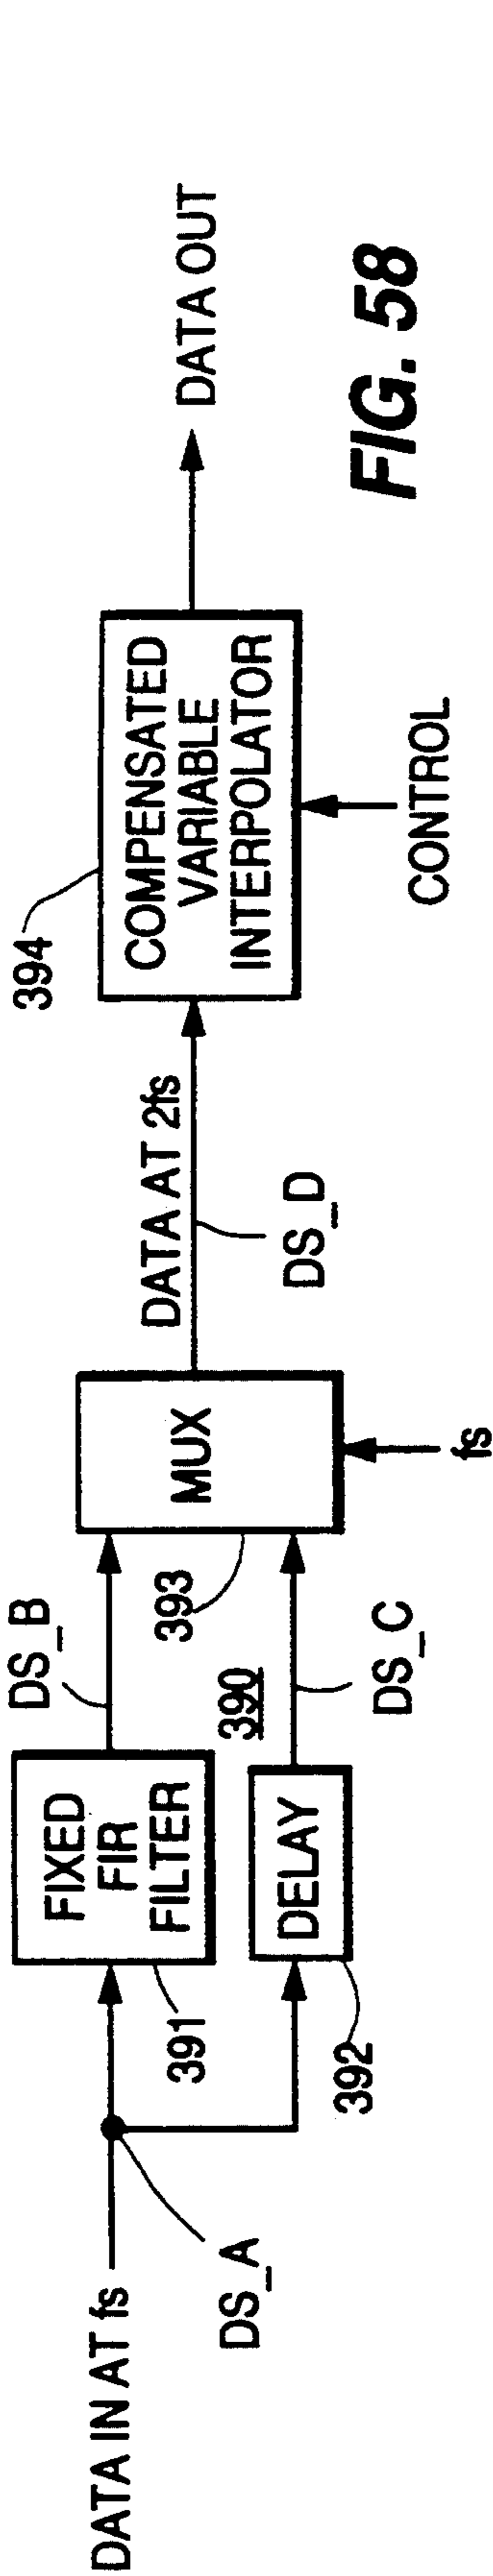 DATA IN AT fs
DS_A
391
FIXED
FIR
FILTER
392
DELAY
DS_B
390
DS_C
393
MUX
fs
DATA AT 2fs
DS_D
394
COMPENSATED
VARIABLE
INTERPOLATOR
CONTROL
DATA OUT
FIG. 58